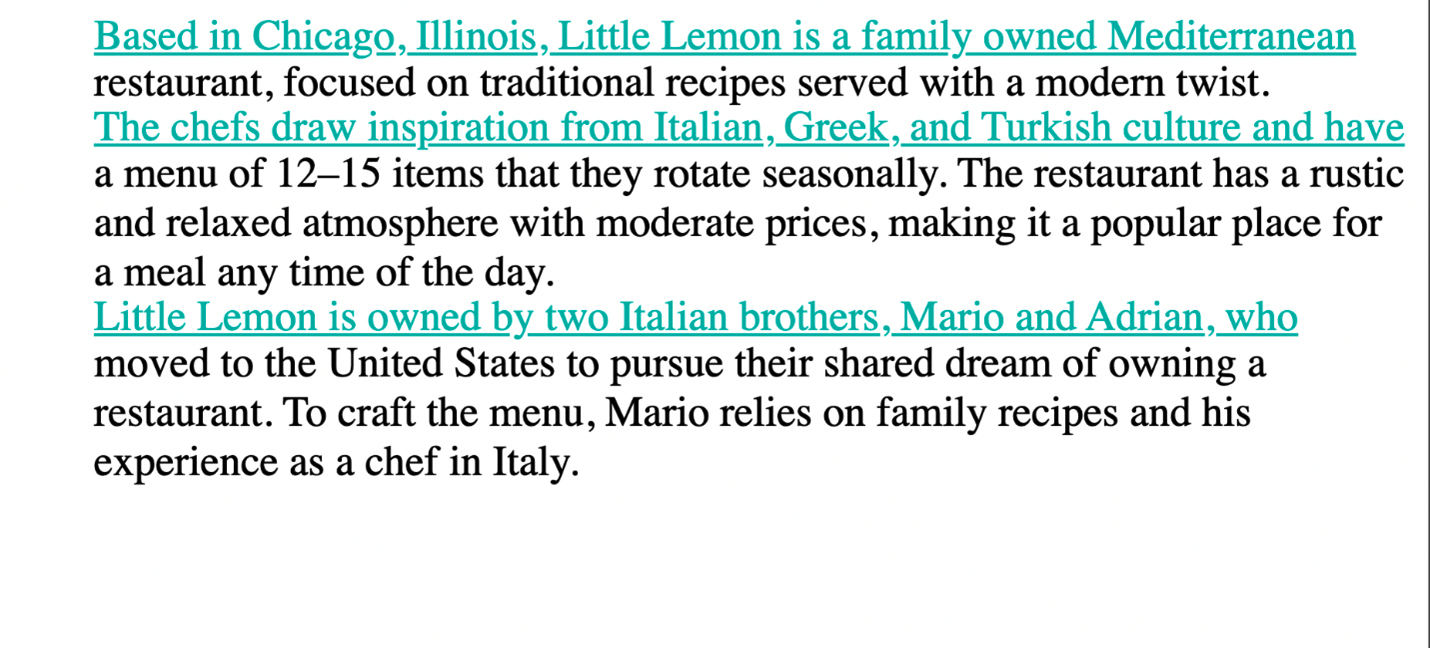 Based in Chicago, Illinois, Little Lemon is a family owned Mediterranean
restaurant, focused on traditional recipes served with a modern twist.
The chefs draw inspiration from Italian, Greek, and Turkish culture and have
a menu of 12–15 items that they rotate seasonally. The restaurant has a rustic
and relaxed atmosphere with moderate prices, making it a popular place for
a meal any time of the day.
Little Lemon is owned by two Italian brothers, Mario and Adrian, who
moved to the United States to pursue their shared dream of owning a
restaurant. To craft the menu, Mario relies on family recipes and his
experience as a chef in Italy.